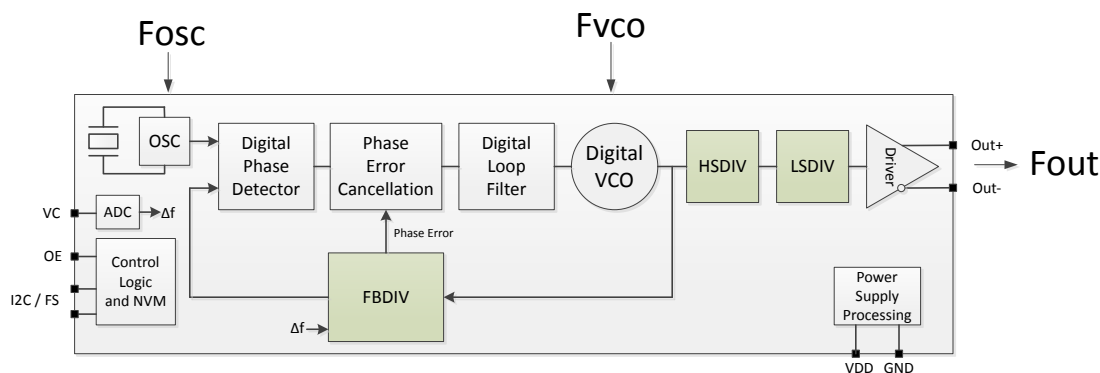 Fosc
Fvco
OSC
Digital
Phase
Detector
Phase
Error
Cancellation
Digital
Loop
Filter
Digital
VCO
HSDIV
LSDIV
Driver
Out+
Out-
Fout
VC
ADC
Δf
Phase Error
OE
I2C / FS
Control
Logic
and NVM
FBDIV
Δf
Power
Supply
Processing
VDD
GND